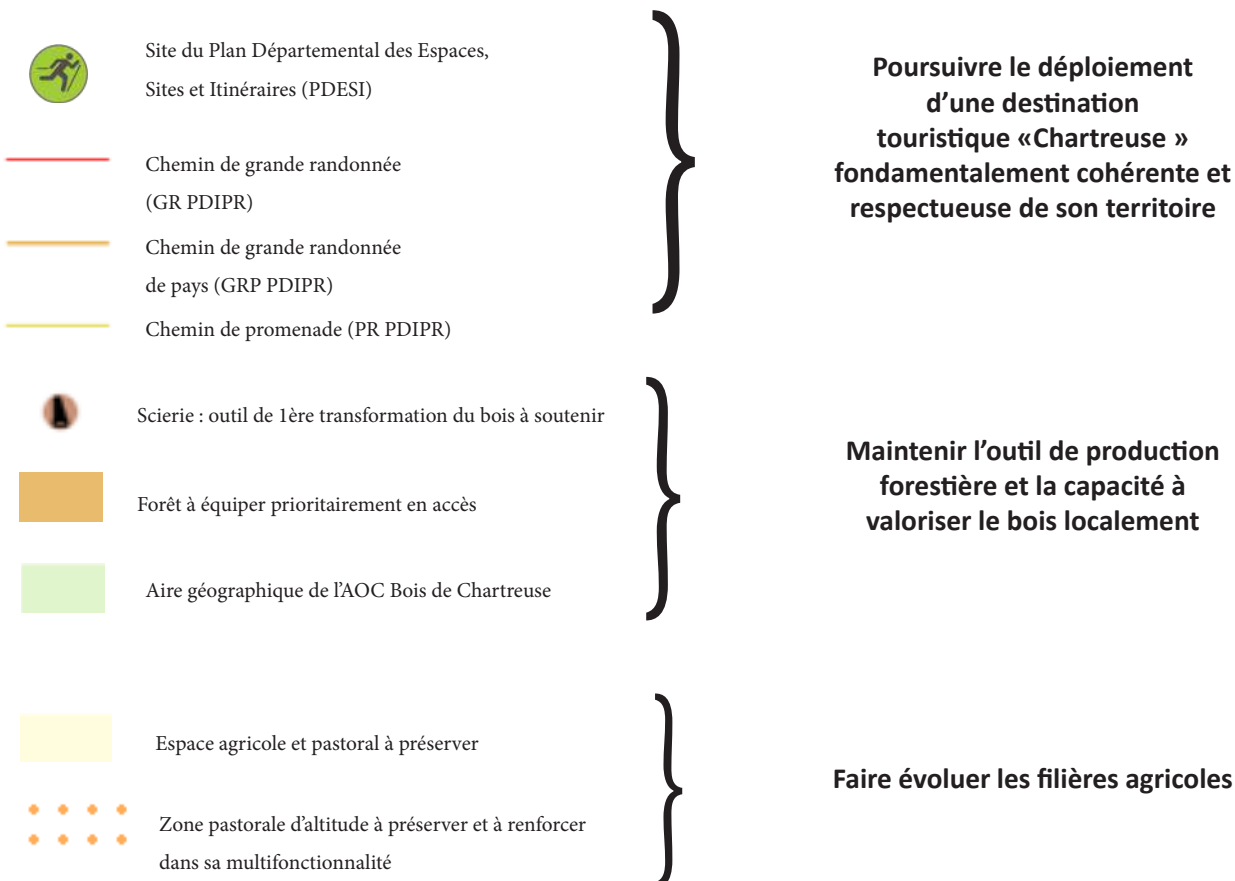 Site du Plan Départemental des Espaces,
Sites et Itinéraires (PDESI)
Chemin de grande randonnée
(GR PDIPR)
Chemin de grande randonnée
de pays (GRP PDIPR)
Chemin de promenade (PR PDIPR)
Poursuivre le déploiement
d’une destination
touristique «Chartreuse »
fondamentalement cohérente et
respectueuse de son territoire
Scierie : outil de 1ère transformation du bois à soutenir
Forêt à équiper prioritairement en accès
Aire géographique de l’AOC Bois de Chartreuse
Maintenir l’outil de production
forestière et la capacité à
valoriser le bois localement
Espace agricole et pastoral à préserver
Zone pastorale d’altitude à préserver et à renforcer
dans sa multifonctionnalité
Faire évoluer les filières agricoles